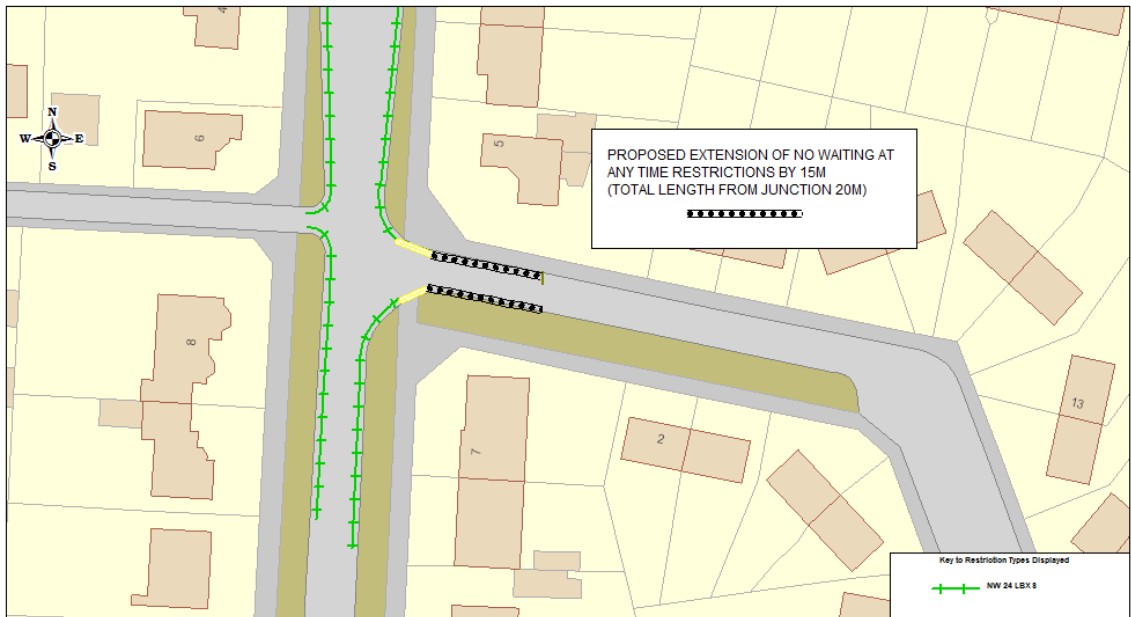 4
N
W E
S
6
5
PROPOSED EXTENSION OF NO WAITING AT
ANY TIME RESTRICTIONS BY 15M
(TOTAL LENGTH FROM JUNCTION 20M)
8
7
2
13
Key to Restriction Types Displayed
NW 24 LBX 8